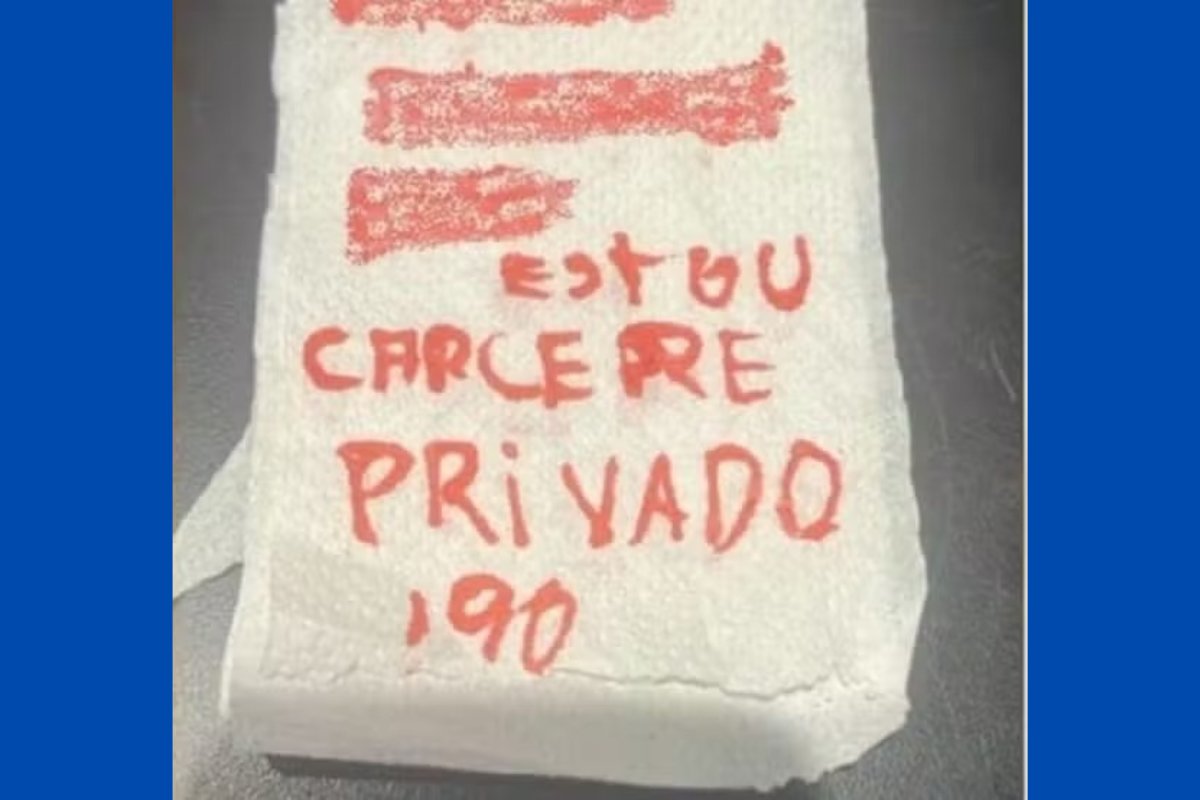 ESTOU
CARCERE
PRIVADO
190